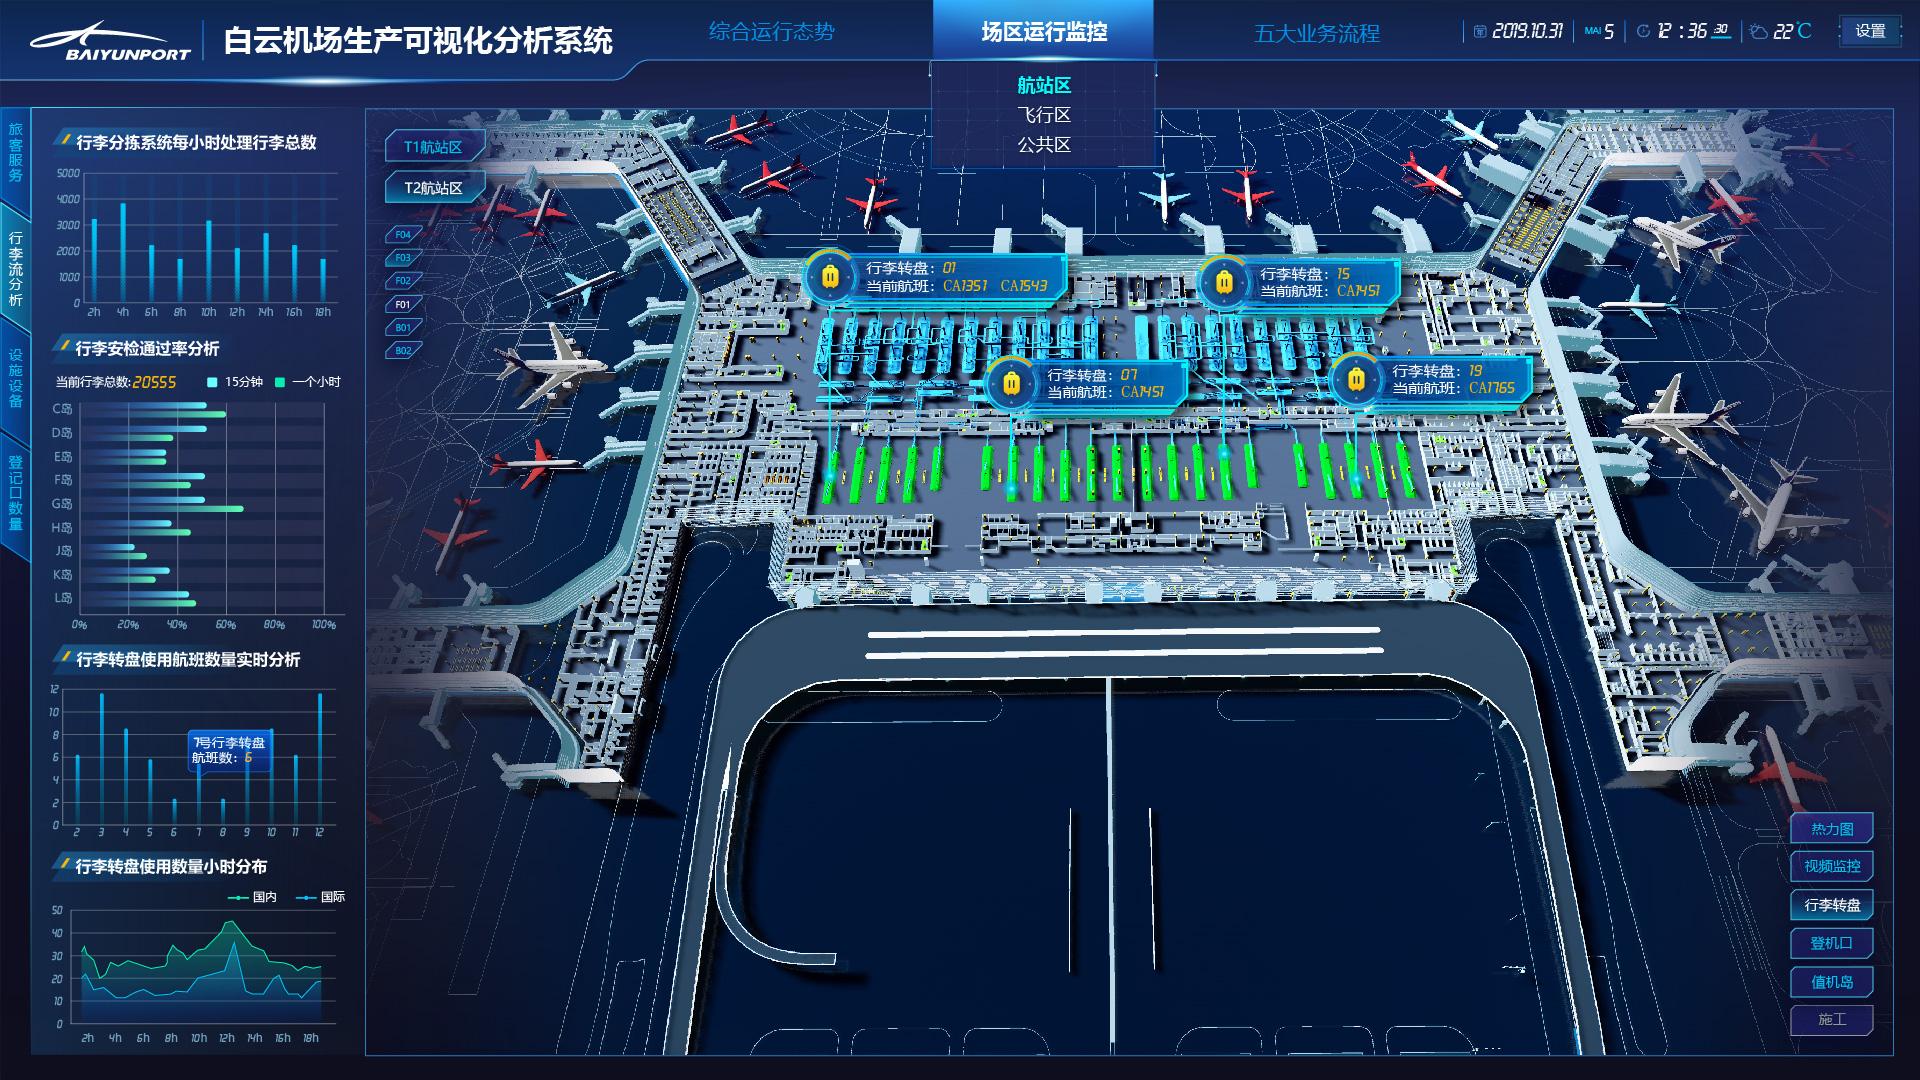 BAIYUNPORT
白云机场生产可视化分析系统
综合运行态势
场区运行监控
五大业务流程
2019.10.31
MAI 5
12 : 36 :30
22℃
设置
航站区
飞行区
公共区
旅客服务
行李流分析
设施设备
登记口数量
行李分拣系统每小时处理行李总数
5000
4000
3000
2000
1000
0
2h 4h 6h 8h 10h 12h 14h 16h 18h
行李安检通过率分析
当前行李总数:20555
15分钟
一个小时
C岛
D岛
E岛
F岛
G岛
H岛
J岛
K岛
L岛
0% 20% 40% 60% 80% 100%
行李转盘使用航班数量实时分析
12
10
8
6
4
2
0
7号行李转盘
航班数：6
2 3 4 5 6 7 8 9 10 11 12
行李转盘使用数量小时分布
国内
国际
50
40
30
20
10
0
2h 4h 6h 8h 10h 12h 14h 16h 18h
T1航站区
T2航站区
F04
F03
F02
F01
B01
B02
行李转盘：01
当前航班：CA1351 CA1543
行李转盘：15
当前航班：CA1451
行李转盘：07
当前航班：CA1451
行李转盘：19
当前航班：CA1765
热力图
视频监控
行李转盘
登机口
值机岛
施工